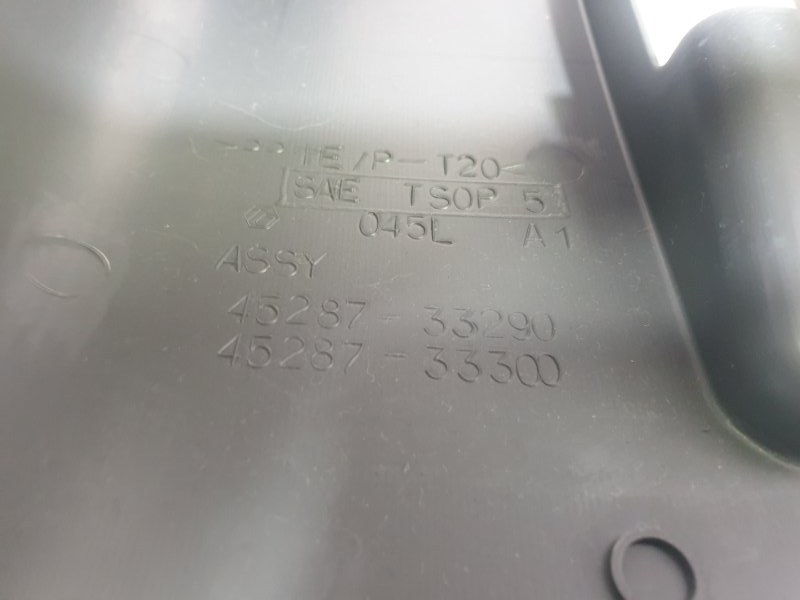 TE/P-T20
SAE TSOP 5
045L A1
ASSY
45287-33290
45287-33300